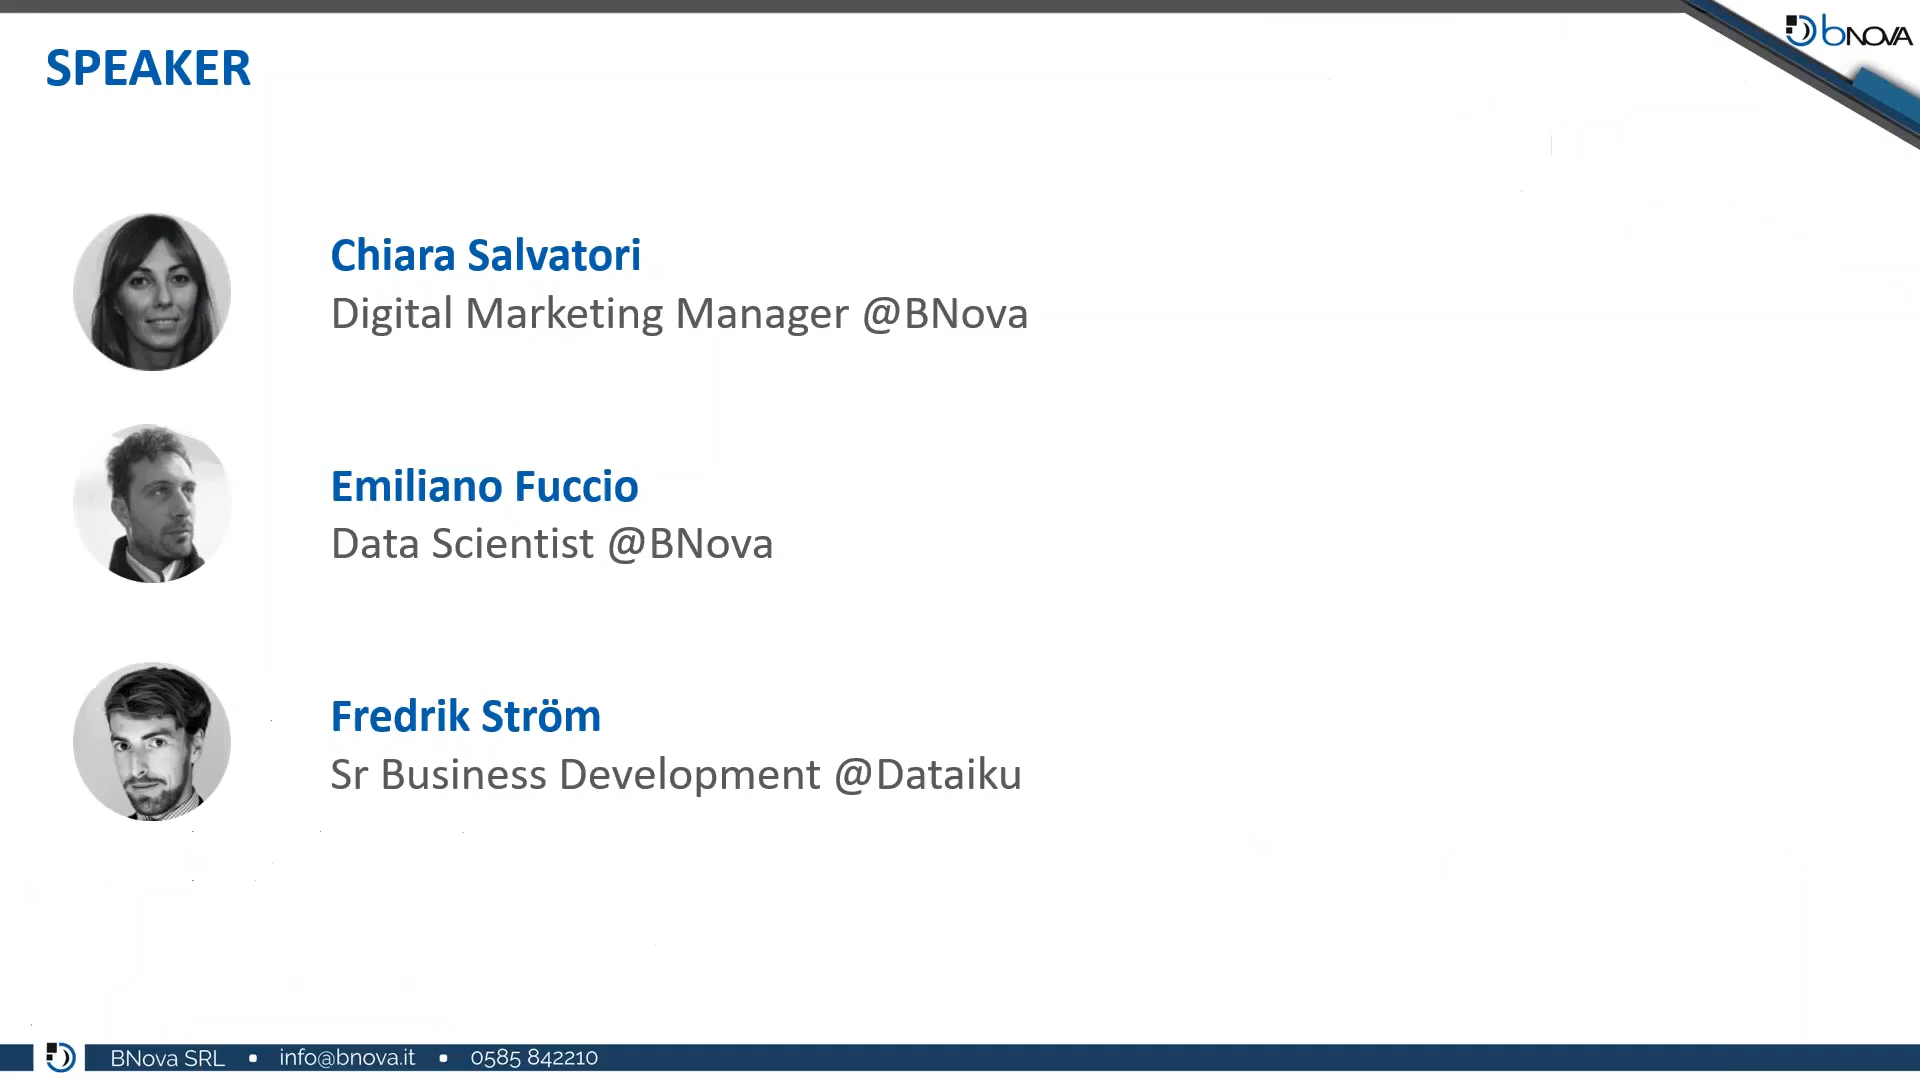 bNOVA
SPEAKER
Chiara Salvatori
Digital Marketing Manager @BNova
Emiliano Fuccio
Data Scientist @BNova
Fredrik Ström
Sr Business Development @Dataiku
BNova SRL • info@bnova.it • 0585 842210